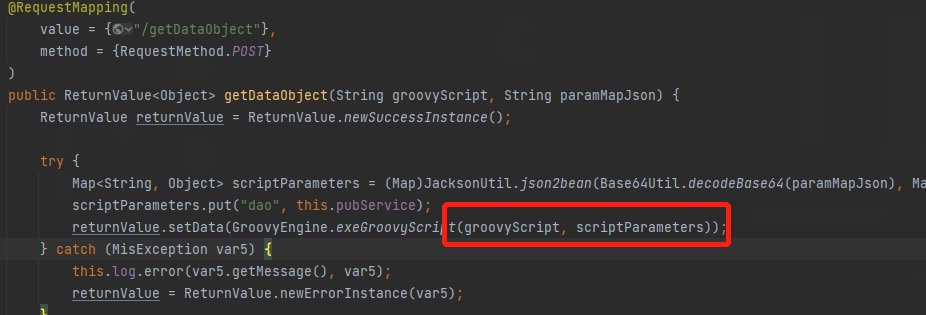 @RequestMapping(
value = {"/getDataObject"},
method = {RequestMethod.POST}
)
public ReturnValue<Object> getDataObject(String groovyScript, String paramMapJson) {
ReturnValue returnValue = ReturnValue.newSuccessInstance();
try {
Map<String, Object> scriptParameters = (Map)JacksonUtil.json2bean(Base64Util.decodeBase64(paramMapJson), Ma
scriptParameters.put("dao", this.pubService);
returnValue.setData(GroovyEngine.exeGroovyScript(groovyScript, scriptParameters));
} catch (MisException var5) {
this.log.error(var5.getMessage(), var5);
returnValue = ReturnValue.newErrorInstance(var5);
}